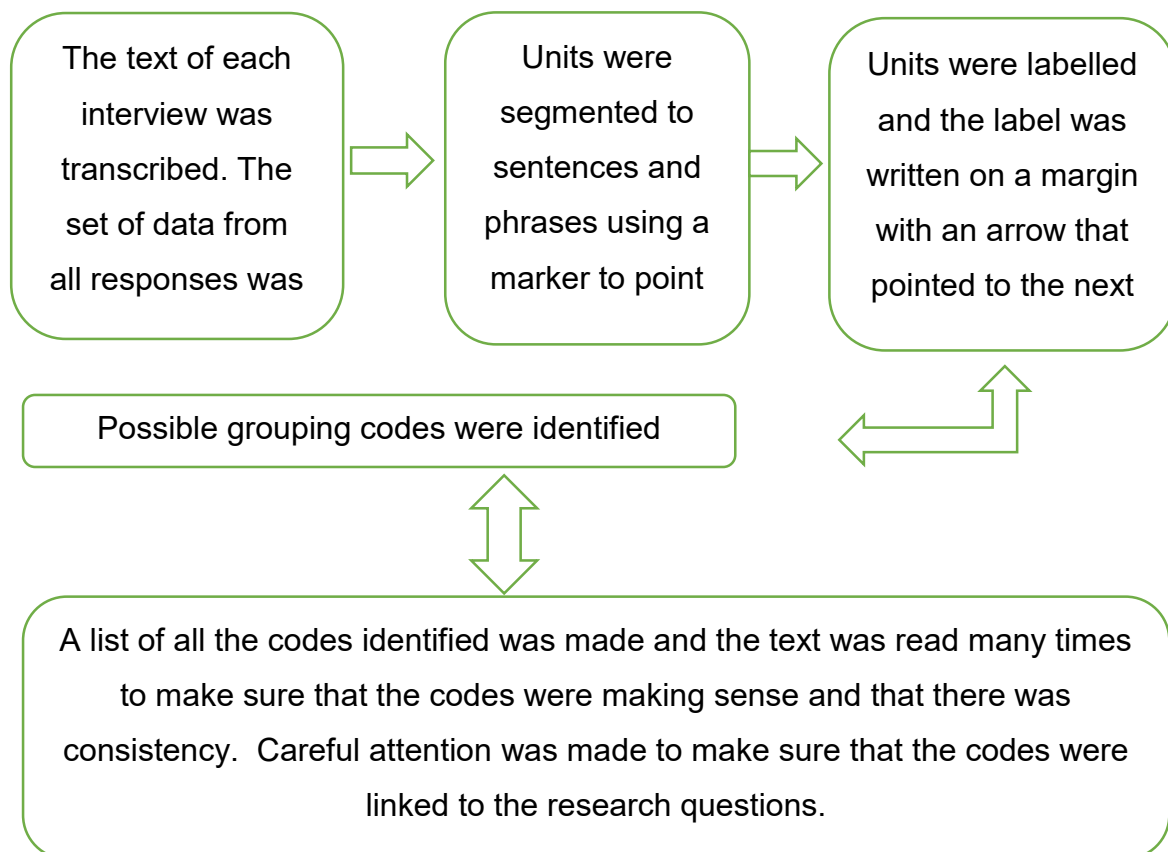 The text of each
interview was
transcribed. The
set of data from
all responses was
Units were
segmented to
sentences and
phrases using a
marker to point
Units were labelled
and the label was
written on a margin
with an arrow that
pointed to the next
Possible grouping codes were identified
A list of all the codes identified was made and the text was read many times
to make sure that the codes were making sense and that there was
consistency.  Careful attention was made to make sure that the codes were
linked to the research questions.